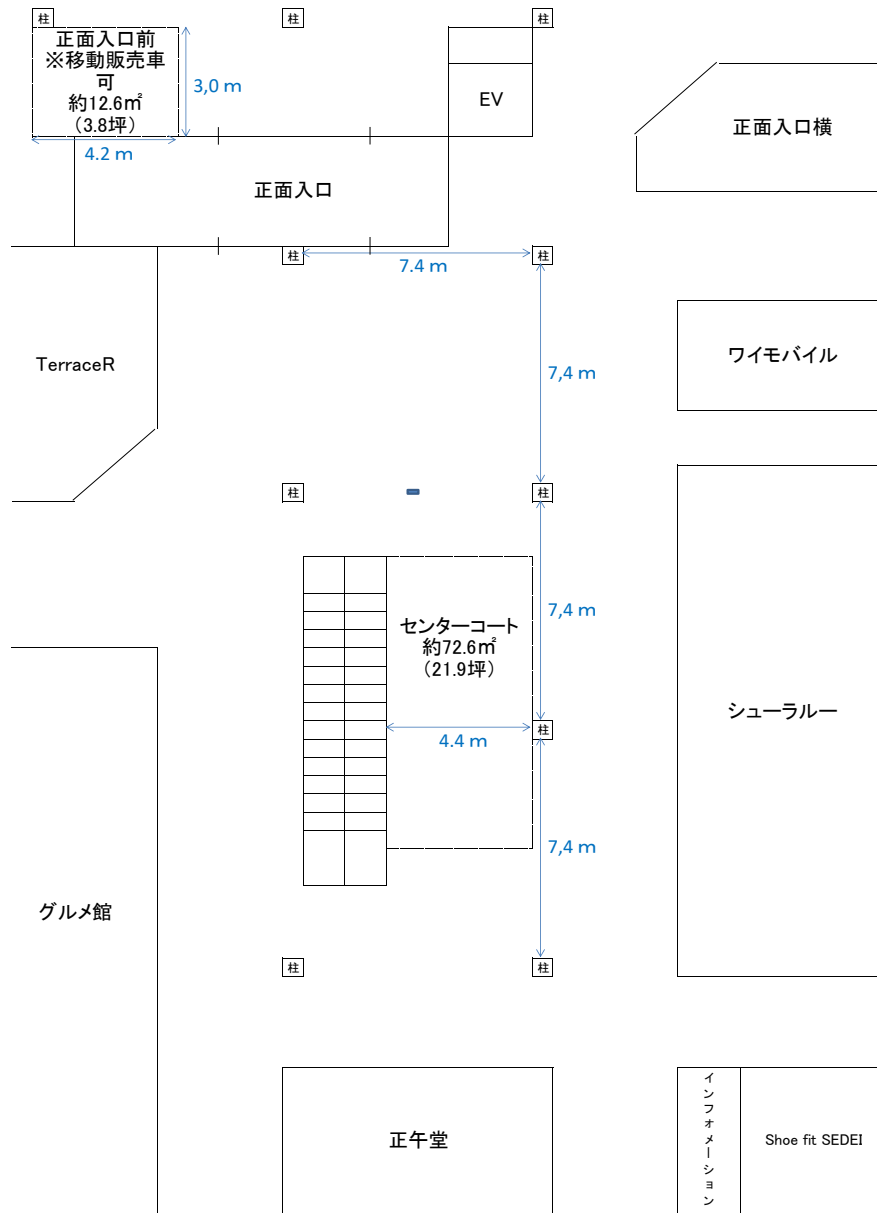 柱
柱
柱
正面入口前
※移動販売車
可
約12.6㎡
（3.8坪）
3,0 m
4.2 m
EV
正面入口横
正面入口
柱
柱
7.4 m
TerraceR
7,4 m
ワイモバイル
柱
柱
センターコート
約72.6㎡
（21.9坪）
7,4 m
4.4 m
柱
シューラルー
7,4 m
グルメ館
柱
柱
正午堂
インフォメーション
Shoe fit SEDEI